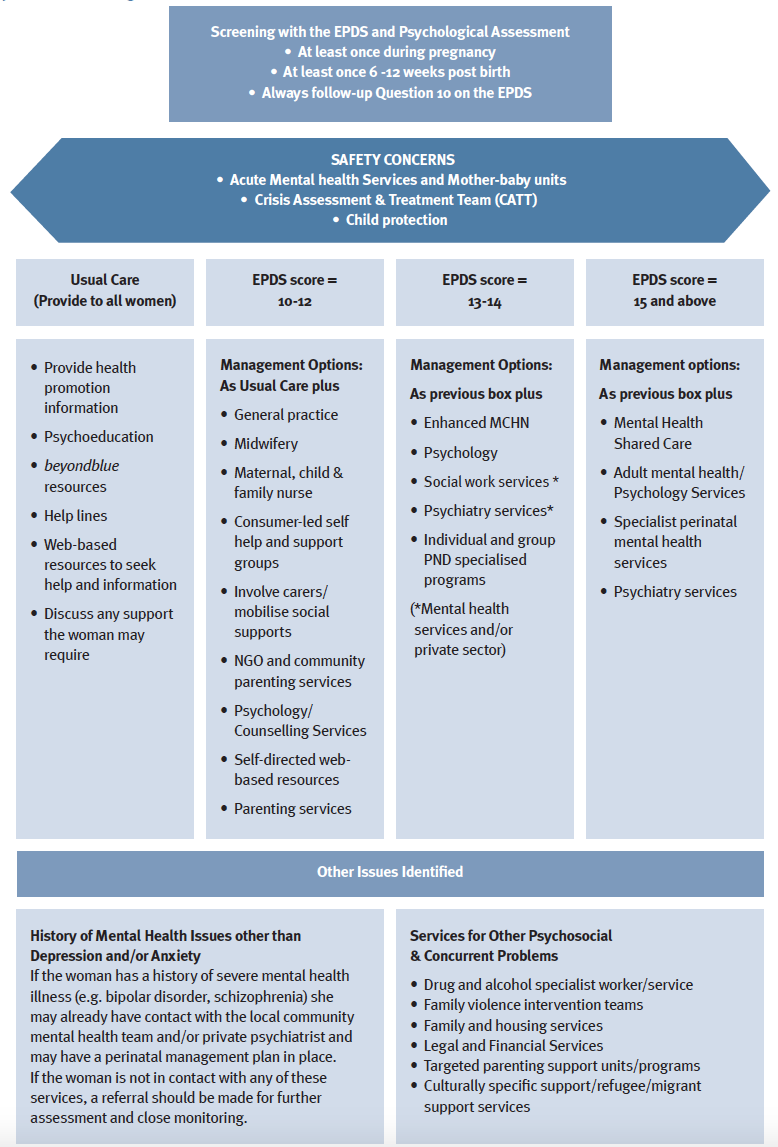 Screening with the EPDS and Psychological Assessment
• At least once during pregnancy
• At least once 6 -12 weeks post birth
• Always follow-up Question 10 on the EPDS
SAFETY CONCERNS
• Acute Mental health Services and Mother-baby units
• Crisis Assessment & Treatment Team (CATT)
• Child protection
Usual Care
(Provide to all women)
• Provide health
promotion
information
• Psychoeducation
• beyondblue
resources
• Help lines
• Web-based
resources to seek
help and information
• Discuss any support
the woman may
require
EPDS score =
10-12
Management Options:
As Usual Care plus
• General practice
• Midwifery
• Maternal, child &
family nurse
• Consumer-led self
help and support
groups
• Involve carers/
mobilise social
supports
• NGO and community
parenting services
• Psychology/
Counselling Services
• Self-directed web-
based resources
• Parenting services
EPDS score =
13-14
Management Options:
As previous box plus
• Enhanced MCHN
• Psychology
• Social work services *
• Psychiatry services*
• Individual and group
PND specialised
programs
(*Mental health
services and/or
private sector)
EPDS score =
15 and above
Management options:
As previous box plus
• Mental Health
Shared Care
• Adult mental health/
Psychology Services
• Specialist perinatal
mental health
services
• Psychiatry services
Other Issues Identified
History of Mental Health Issues other than
Depression and/or Anxiety
If the woman has a history of severe mental health
illness (e.g. bipolar disorder, schizophrenia) she
may already have contact with the local community
mental health team and/or private psychiatrist and
may have a perinatal management plan in place.
If the woman is not in contact with any of these
services, a referral should be made for further
assessment and close monitoring.
Services for Other Psychosocial
& Concurrent Problems
• Drug and alcohol specialist worker/service
• Family violence intervention teams
• Family and housing services
• Legal and Financial Services
• Targeted parenting support units/programs
• Culturally specific support/refugee/migrant
support services